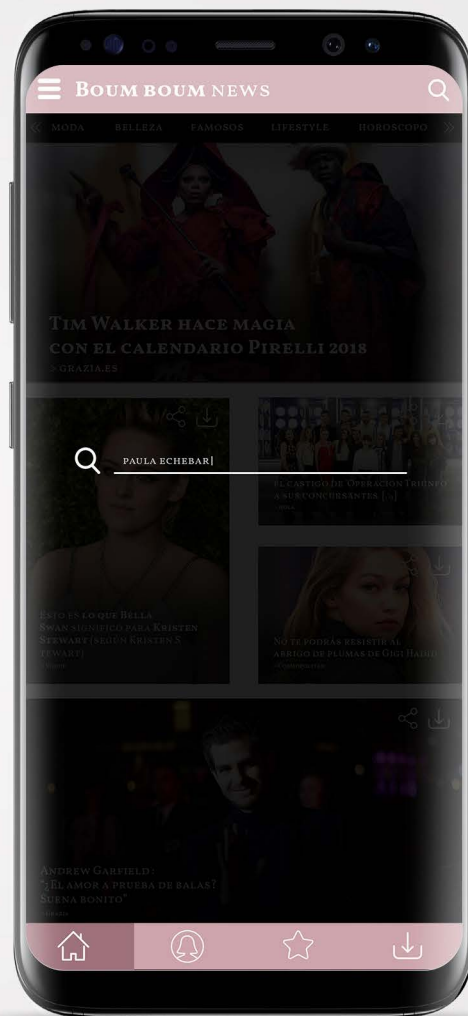 BOUM BOUM NEWS
MODA BELLEZA FAMOSOS LIFESTYLE HOROSCOPO
TIM WALKER HACE MAGIA
CON EL CALENDARIO PIRELLI 2018
>GRAZIA.ES
PAULA ECHEBAR
EL CASTIGO DE OPERACIÓN TRIUNFO
ESTO ES LO QUE BELLA
SWAN SIGNIFICÓ PARA KRISTEN
STEWART (SEGÚN KRISTEN S
TEWART)
NO TE PODRÁS RESISTIR AL
ABRIGO DE PLUMAS DE GIGI HADID
ANDREW GARFIELD:
"¿EL AMOR A PRUEBA DE BALAS?
SUENA BONITO"